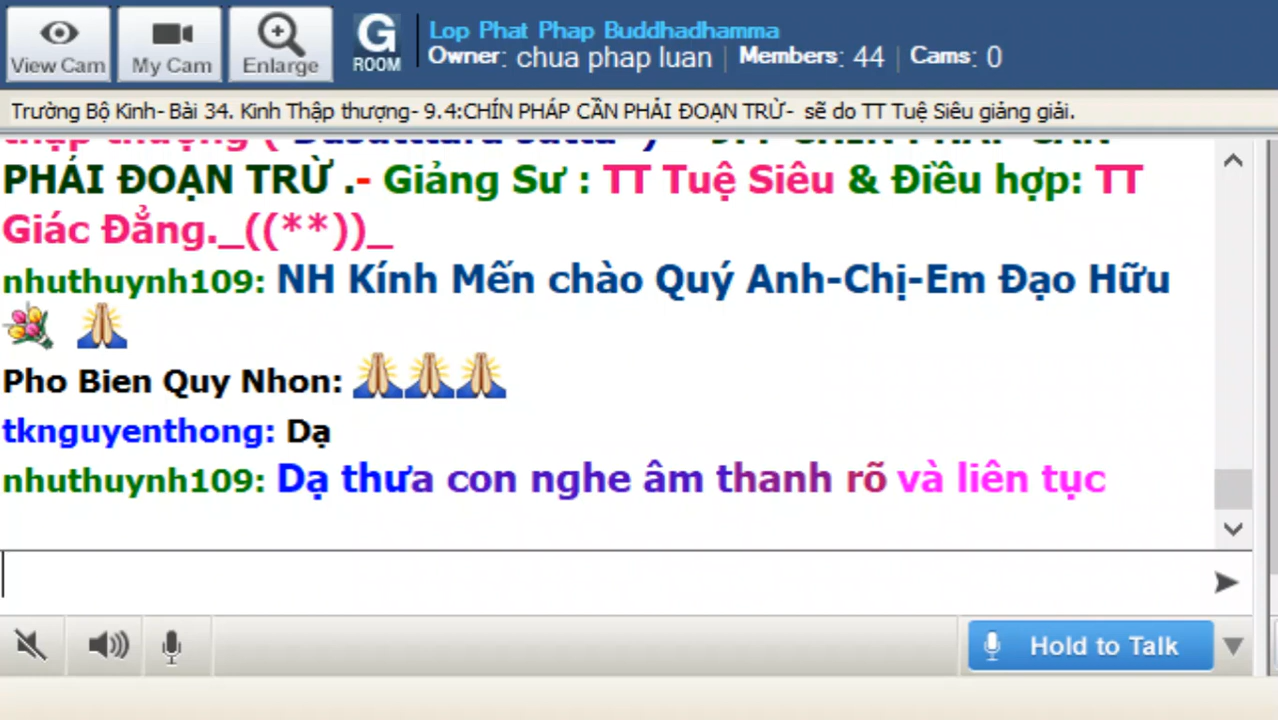 View Cam
My Cam
Enlarge
G
ROOM
Lop Phat Phap Buddhadhamma
Owner: chua phap luan | Members: 44 | Cams: 0
Trường Bộ Kinh- Bài 34. Kinh Thập thượng- 9.4:CHÍN PHÁP CẦN PHẢI ĐOẠN TRỪ- sẽ do TT Tuệ Siêu giảng giải.
PHẢI ĐOẠN TRỪ .- Giảng Sư : TT Tuệ Siêu & Điều hợp: TT
Giác Đẳng._((**))_
nhuthuynh109: NH Kính Mến chào Quý Anh-Chị-Em Đạo Hữu
Pho Bien Quy Nhon:
tknguyenthong: Dạ
nhuthuynh109: Dạ thưa con nghe âm thanh rõ và liên tục
Hold to Talk